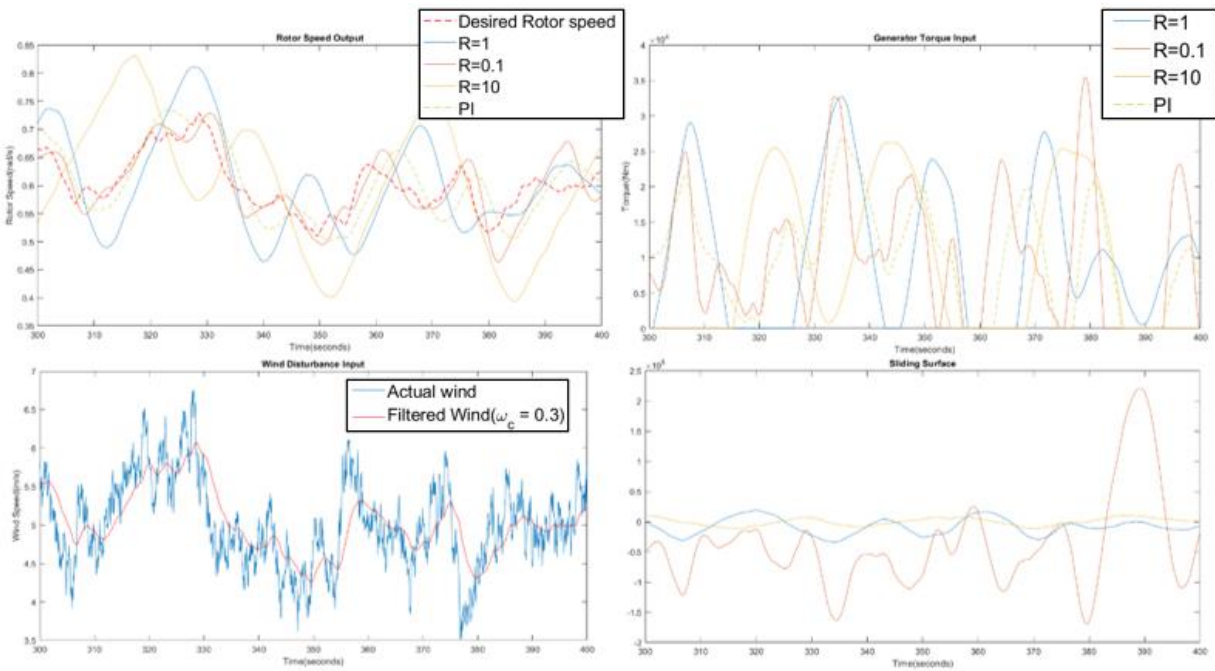 Rotor Speed Output
Desired Rotor speed
R=1
R=0.1
R=10
PI
0.85
0.8
0.75
0.7
0.65
0.6
0.55
0.5
0.45
0.4
0.35
Rotor Speed(rad/s)
300 310 320 330 340 350 360 370 380 390 400
Time(seconds)
Generator Torque Input
R=1
R=0.1
R=10
PI
4
3.5
3
2.5
2
1.5
1
0.5
0
Torque(Nm)
300 310 320 330 340 350 360 370 380 390 400
Time(seconds)
Wind Disturbance Input
Actual wind
Filtered Wind(ω_c = 0.3)
7
6.5
6
5.5
5
4.5
4
3.5
Wind Speed(m/s)
300 310 320 330 340 350 360 370 380 390 400
Time(seconds)
Sliding Surface
2.5
2
1.5
1
0.5
0
-0.5
-1
-1.5
-2
300 310 320 330 340 350 360 370 380 390 400
Time(seconds)